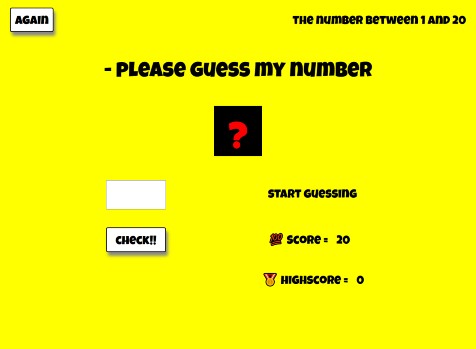 AGAIN
The number between 1 and 20
- Please guess my number
?
START GUESSING
CHECK!!
💯 SCORE = 20
🏅 HIGHSCORE = 0